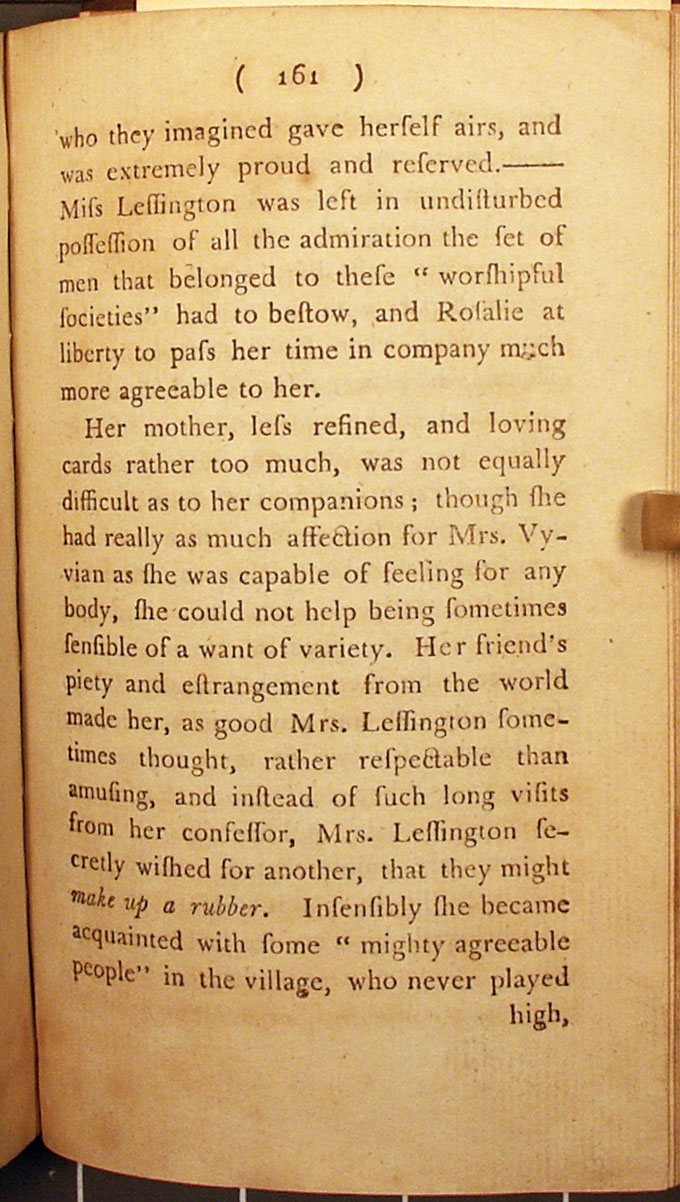 ( 161 )
who they imagined gave herſelf airs, and
was extremely proud and reſerved.——
Miſs Leſſington was left in undiſturbed
poſſeſſion of all the admiration the ſet of
men that belonged to theſe “ worſhipful
ſocieties” had to beſtow, and Roſalie at
liberty to paſs her time in company much
more agreeable to her.
Her mother, leſs refined, and loving
cards rather too much, was not equally
difficult as to her companions ; though ſhe
had really as much affection for Mrs. Vy-
vian as ſhe was capable of feeling for any
body, ſhe could not help being ſometimes
ſenſible of a want of variety. Her friend's
piety and eſtrangement from the world
made her, as good Mrs. Leſſington ſome-
times thought, rather reſpectable than
amuſing, and inſtead of ſuch long viſits
from her confeſſor, Mrs. Leſſington ſe-
cretly wiſhed for another, that they might
make up a rubber. Inſenſibly ſhe became
acquainted with ſome “ mighty agreeable
people” in the village, who never played
high,